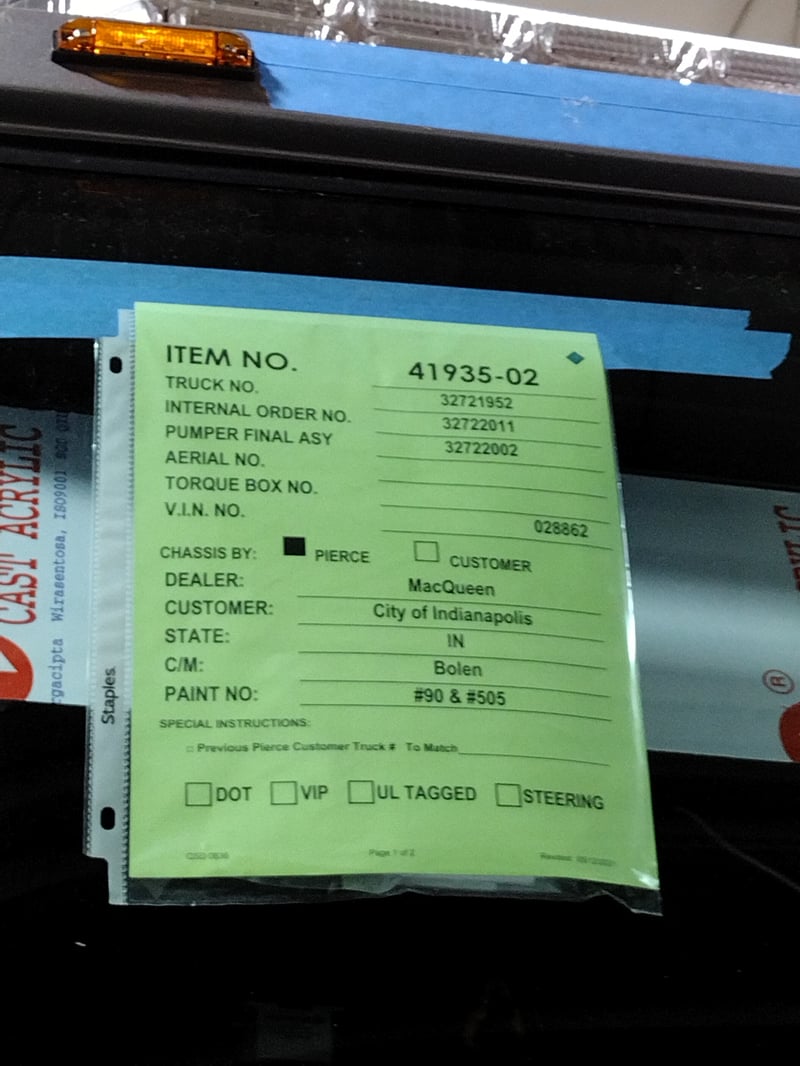 ITEM NO. 41935-02
TRUCK NO. 32721952
INTERNAL ORDER NO. 32722011
PUMPER FINAL ASY 32722002
AERIAL NO.
TORQUE BOX NO.
V.I.N. NO. 028862
CHASSIS BY: PIERCE CUSTOMER
DEALER: MacQueen
CUSTOMER: City of Indianapolis
STATE: IN
C/M: Bolen
PAINT NO: #90 & #505
SPECIAL INSTRUCTIONS:
Previous Pierce Customer Truck # To Match
DOT VIP UL TAGGED STEERING
Page 1 of 2
Staples
CAST ACRYLIC
Wirasentosa, ISO9001
®